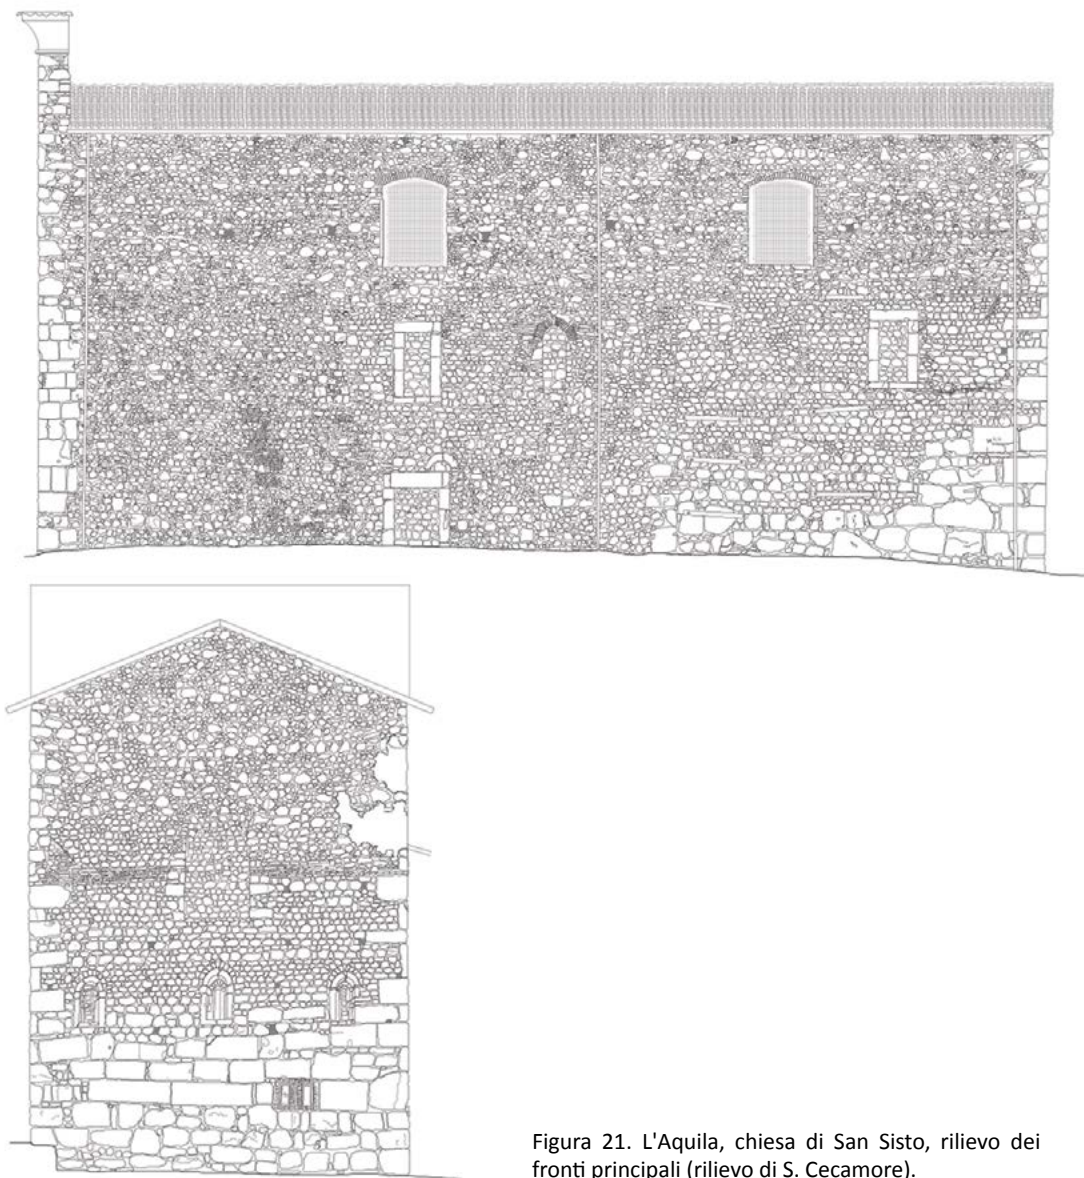 Figura 21. L'Aquila, chiesa di San Sisto, rilievo dei
fronti principali (rilievo di S. Cecamore).